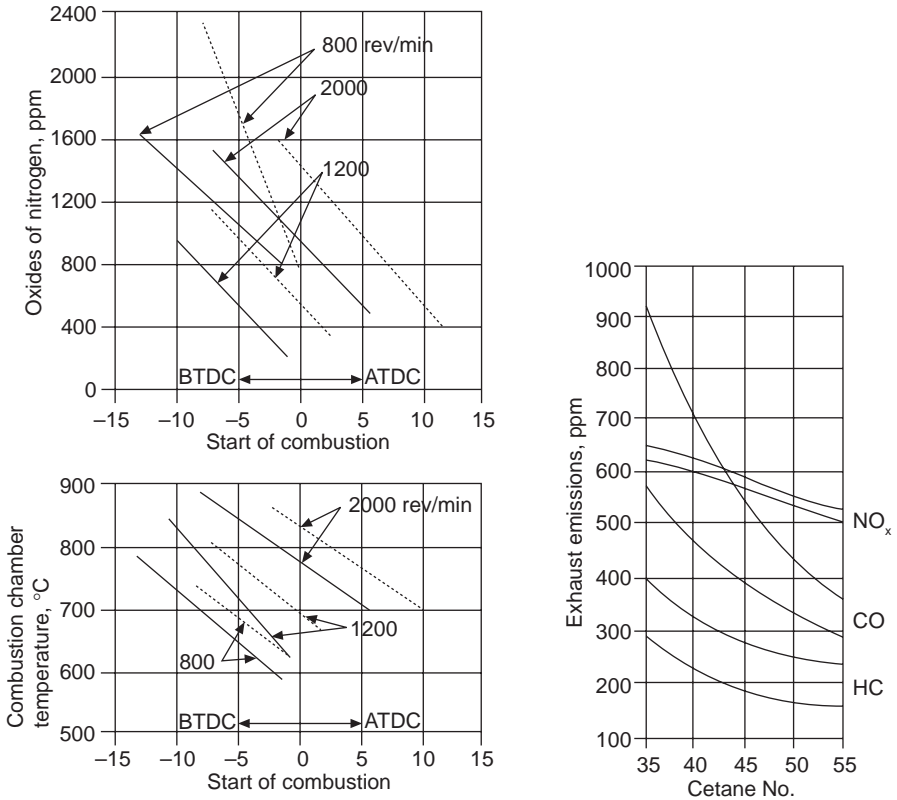 2400
2000
1600
1200
800
400
0
Oxides of nitrogen, ppm
800 rev/min
2000
1200
BTDC
ATDC
–15 –10 –5 0 5 10 15
Start of combustion
900
800
700
600
500
Combustion chamber
temperature, °C
2000 rev/min
1200
800
BTDC
ATDC
–15 –10 –5 0 5 10 15
Start of combustion
1000
900
800
700
600
500
400
300
200
100
Exhaust emissions, ppm
NOx
CO
HC
35 40 45 50 55
Cetane No.